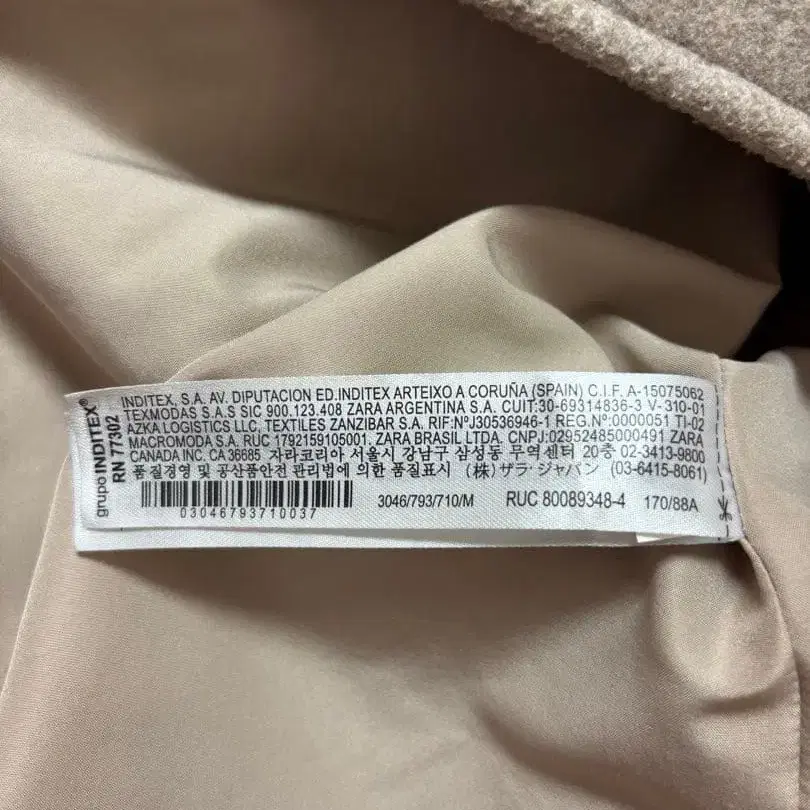 grupo INDITEX®
RN 77302
INDITEX, S.A. AV. DIPUTACION ED.INDITEX ARTEIXO A CORUÑA (SPAIN) C.I.F. A-15075062
TEXMODAS S.A.S SIC 900.123.408 ZARA ARGENTINA S.A. CUIT:30-69314836-3 V-310-01
AZKA LOGISTICS LLC. TEXTILES ZANZIBAR S.A. RIF:NºJ30536946-1 REG.Nº:0000051 TI-02
MACROMODA S.A. RUC 1792159105001. ZARA BRASIL LTDA. CNPJ:02952485000491 ZARA
CANADA INC. CA 36685 자라코리아 서울시 강남구 삼성동 무역센터 20층 02-3413-9800
품질경영 및 공산품안전 관리법에 의한 품질표시 (株) ザラ・ジャパン (03-6415-8061)
03046793710037
3046/793/710/M RUC 80089348-4 170/88A